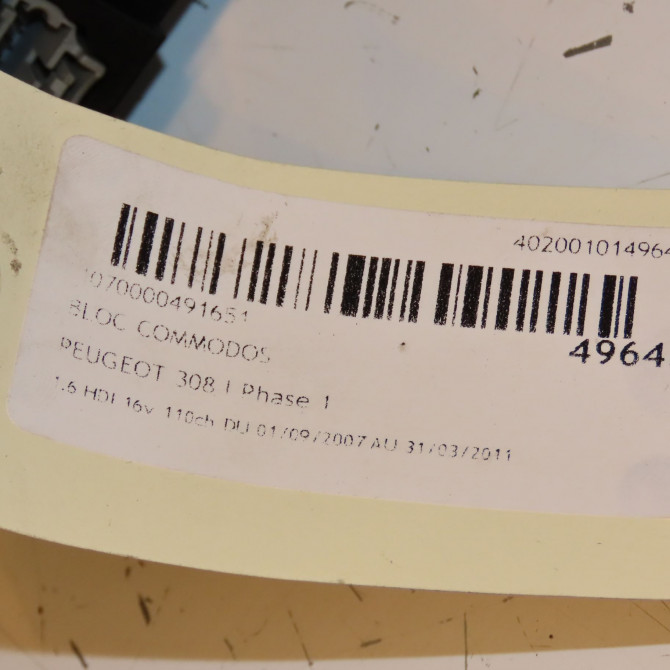 402001014964
*070000491651
4964
BLOC COMMODOS
PEUGEOT 308 I Phase 1
1.6 HDI 16v 110ch DU 01/09/2007 AU 31/03/2011